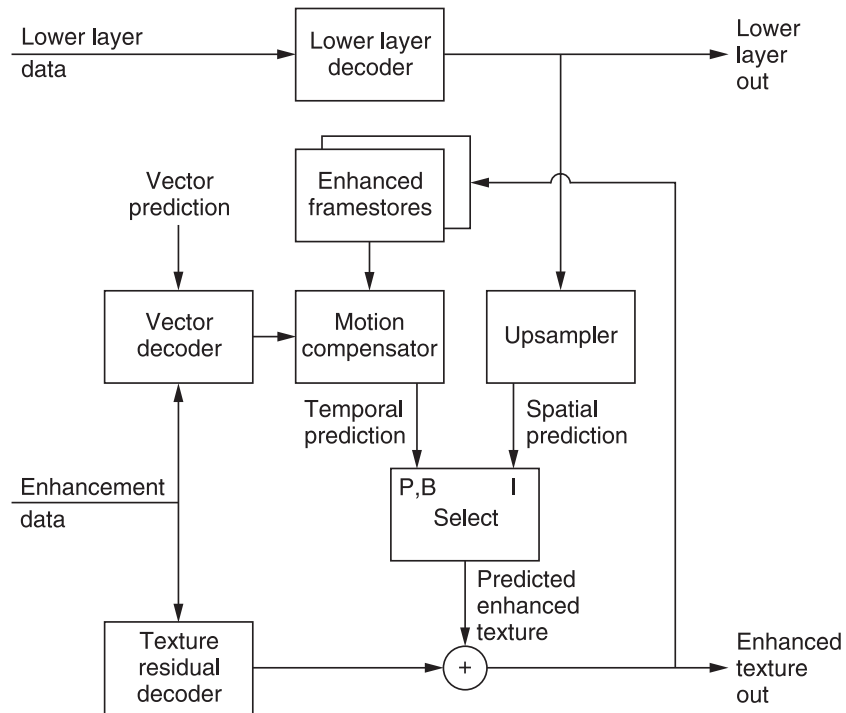 Lower layer
data
Lower layer
decoder
Lower
layer
out
Vector
prediction
Enhanced
framestores
Vector
decoder
Motion
compensator
Upsampler
Temporal
prediction
Spatial
prediction
Enhancement
data
P,B I
Select
Predicted
enhanced
texture
Texture
residual
decoder
+
Enhanced
texture
out